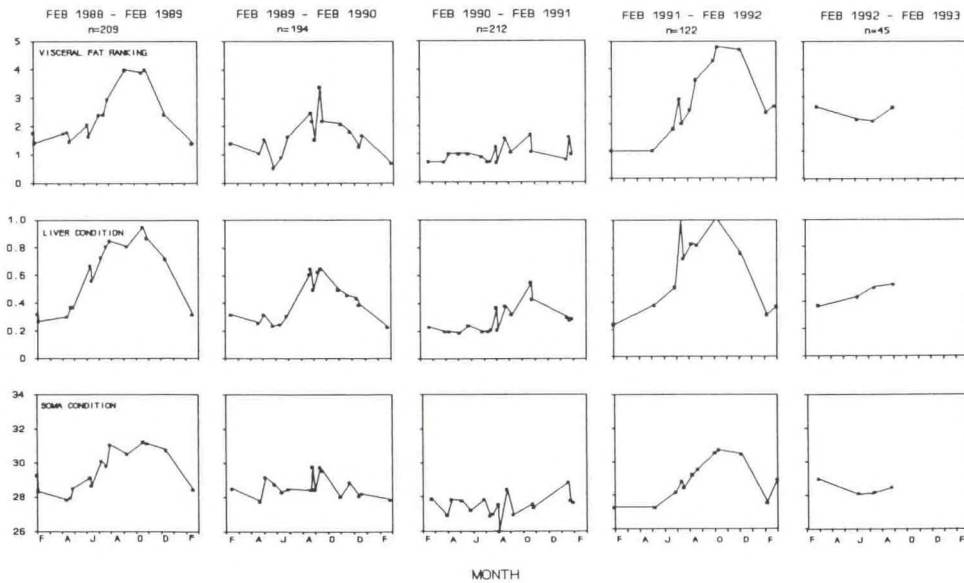 FEB 1988 - FEB 1989 FEB 1989 - FEB 1990 FEB 1990 - FEB 1991 FEB 1991 - FEB 1992 FEB 1992 - FEB 1993
n=209 n=194 n=212 n=122 n=45
5
VISCERAL FAT RANKING
4
3
2
1
0
1.0
LIVER CONDITION
0.8
0.6
0.4
0.2
0
34
SOMA CONDITION
32
30
28
26
F A J A O D F F A J A O D F F A J A O D F F A J A O D F F A J A O D F
MONTH